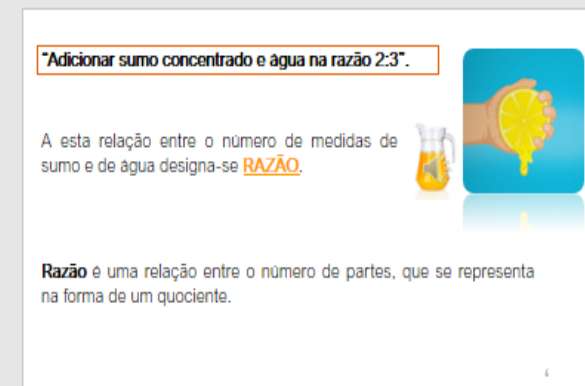 “Adicionar sumo concentrado e água na razão 2:3”.
A esta relação entre o número de medidas de
sumo e de água designa-se RAZÃO.
Razão é uma relação entre o número de partes, que se representa
na forma de um quociente.